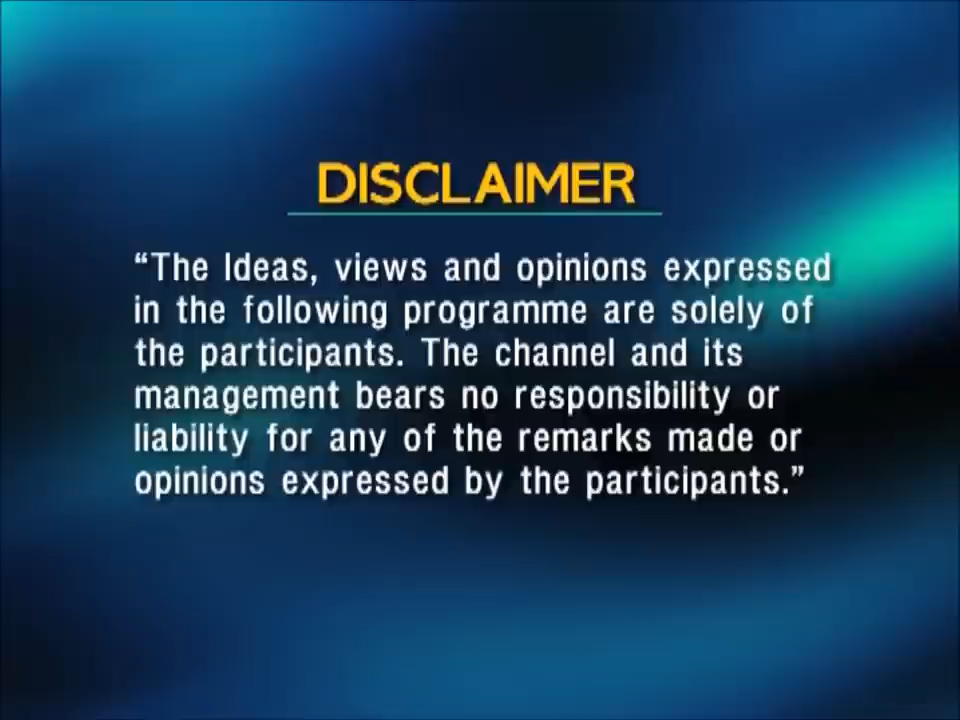 DISCLAIMER
“The Ideas, views and opinions expressed
in the following programme are solely of
the participants. The channel and its
management bears no responsibility or
liability for any of the remarks made or
opinions expressed by the participants.”